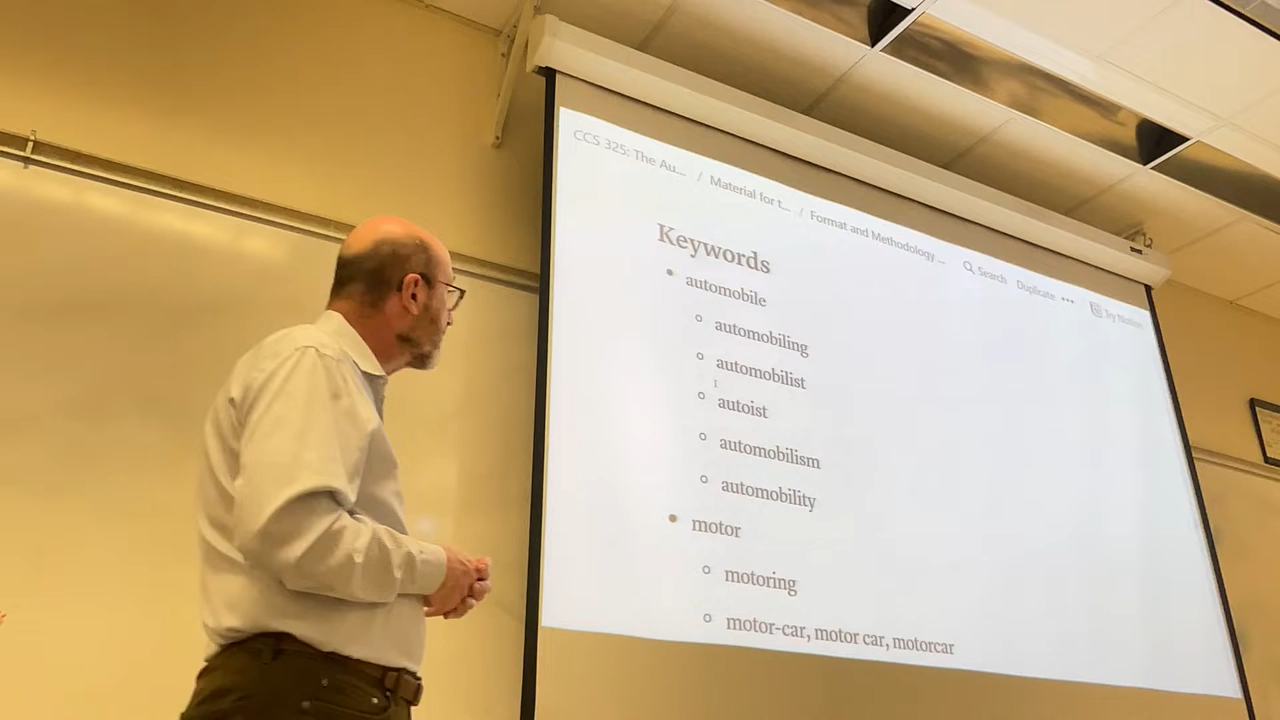 CCS 325: The Au... / Material for t... / Format and Methodology ... Search Duplicate ••• Try Notion
Keywords
• automobile
◦ automobiling
◦ automobilist
◦ autoist
◦ automobilism
◦ automobility
• motor
◦ motoring
◦ motor-car, motor car, motorcar